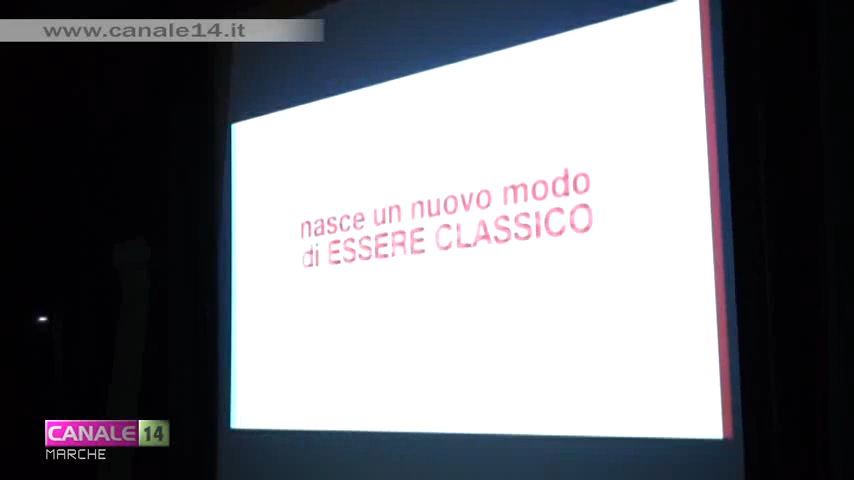 www.canale14.it
nasce un nuovo modo
di ESSERE CLASSICO
CANALE 14
MARCHE